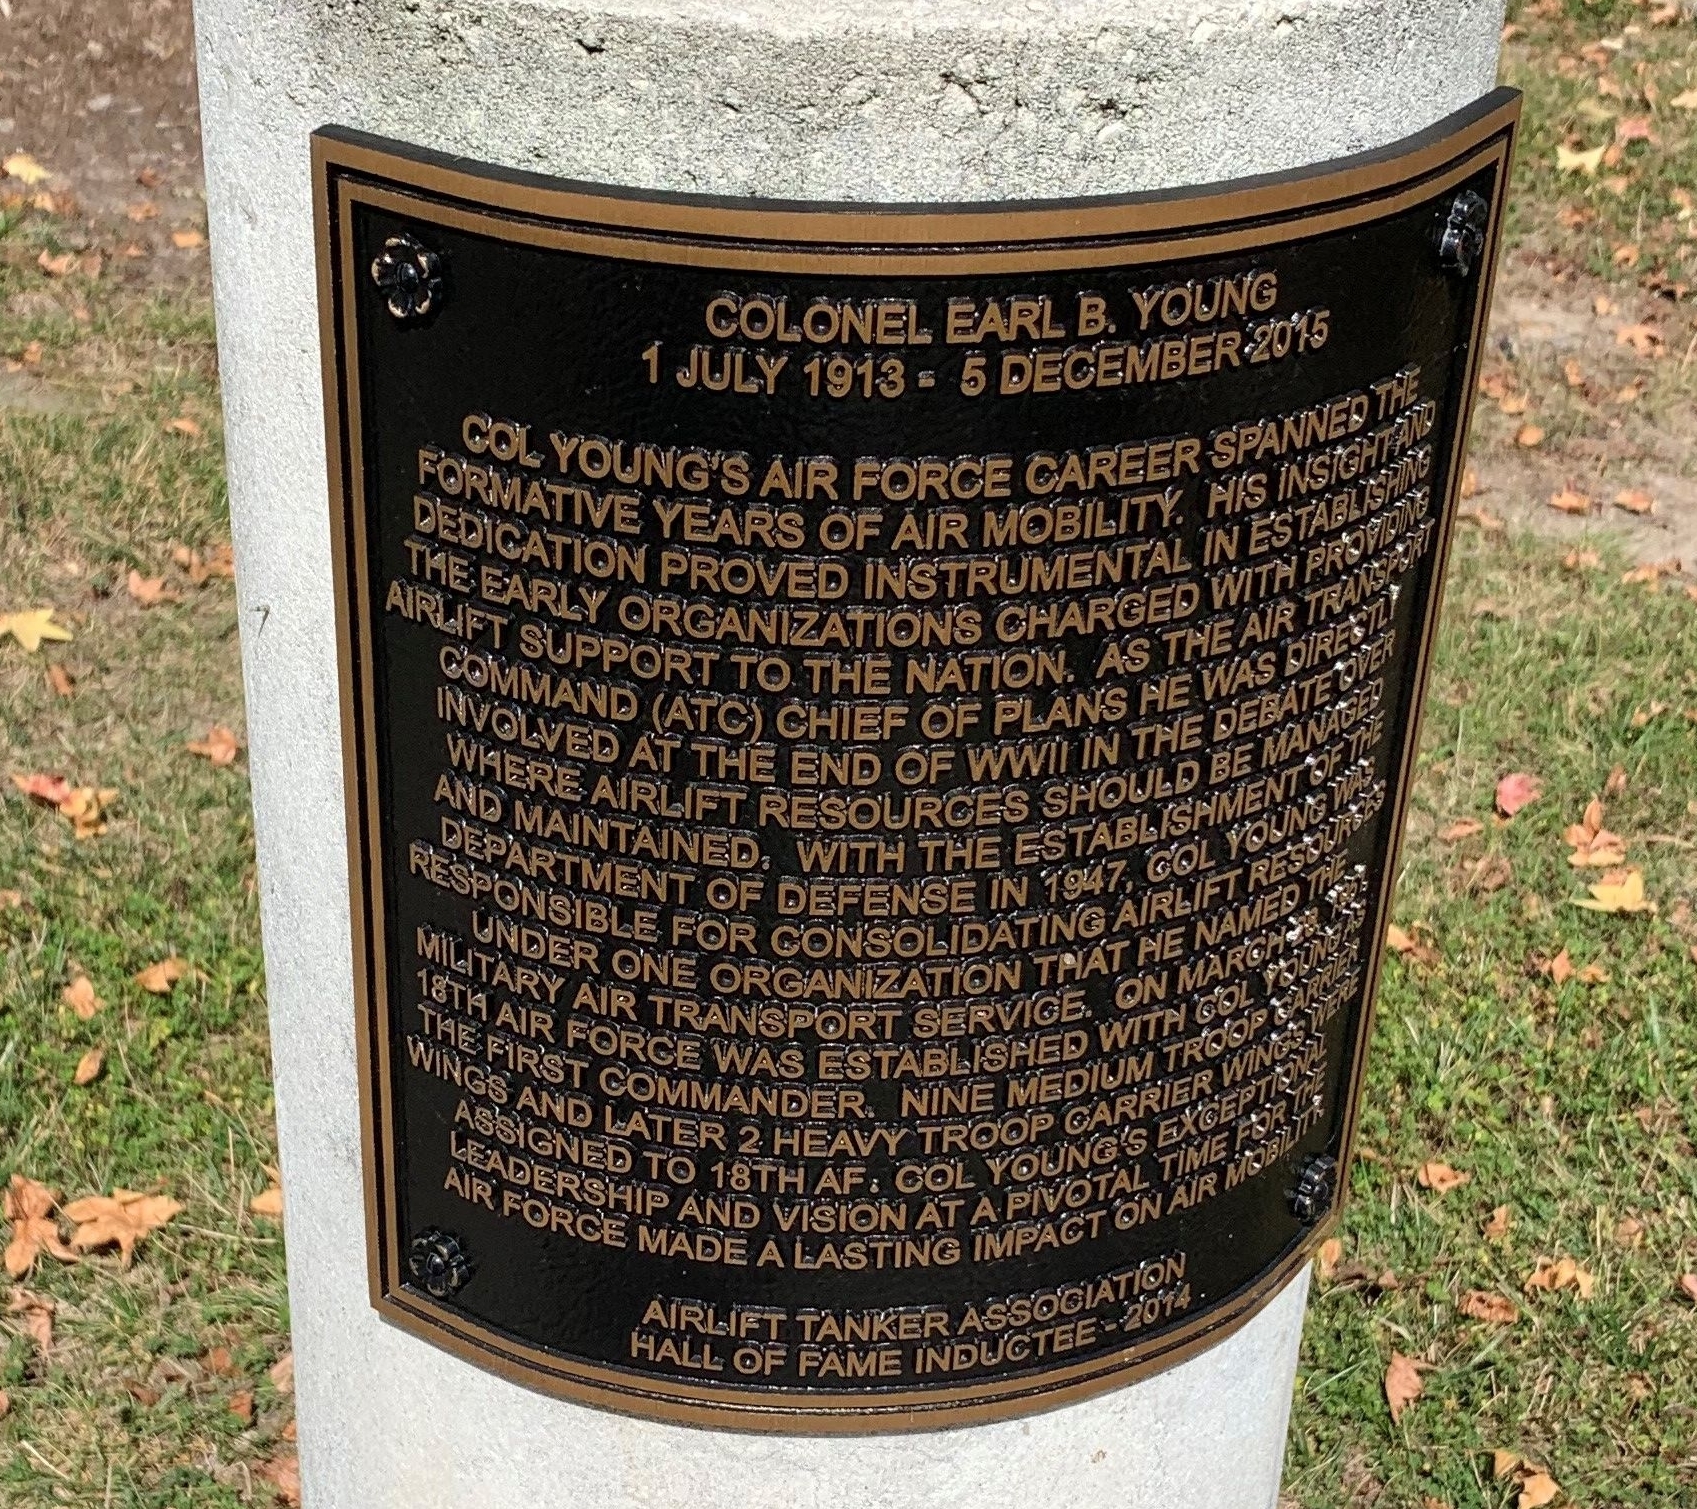 COLONEL EARL B. YOUNG
1 JULY 1913 - 5 DECEMBER 2015
COL YOUNG'S AIR FORCE CAREER SPANNED THE
FORMATIVE YEARS OF AIR MOBILITY. HIS INSIGHT AND
DEDICATION PROVED INSTRUMENTAL IN ESTABLISHING
THE EARLY ORGANIZATIONS CHARGED WITH PROVIDING
AIRLIFT SUPPORT TO THE NATION. AS THE AIR TRANSPORT
COMMAND (ATC) CHIEF OF PLANS HE WAS DIRECTLY
INVOLVED AT THE END OF WWII IN THE DEBATE OVER
WHERE AIRLIFT RESOURCES SHOULD BE MANAGED
AND MAINTAINED. WITH THE ESTABLISHMENT OF THE
DEPARTMENT OF DEFENSE IN 1947, COL YOUNG WAS
RESPONSIBLE FOR CONSOLIDATING AIRLIFT RESOURCES
UNDER ONE ORGANIZATION THAT HE NAMED THE
MILITARY AIR TRANSPORT SERVICE. ON MARCH 1951
18TH AIR FORCE WAS ESTABLISHED WITH COL YOUNG AS
THE FIRST COMMANDER. NINE MEDIUM TROOP CARRIER
WINGS AND LATER 2 HEAVY TROOP CARRIER WINGS WERE
ASSIGNED TO 18TH AF. COL YOUNG'S EXCEPTIONAL
LEADERSHIP AND VISION AT A PIVOTAL TIME FOR THE
AIR FORCE MADE A LASTING IMPACT ON AIR MOBILITY
AIRLIFT TANKER ASSOCIATION
HALL OF FAME INDUCTEE - 2014